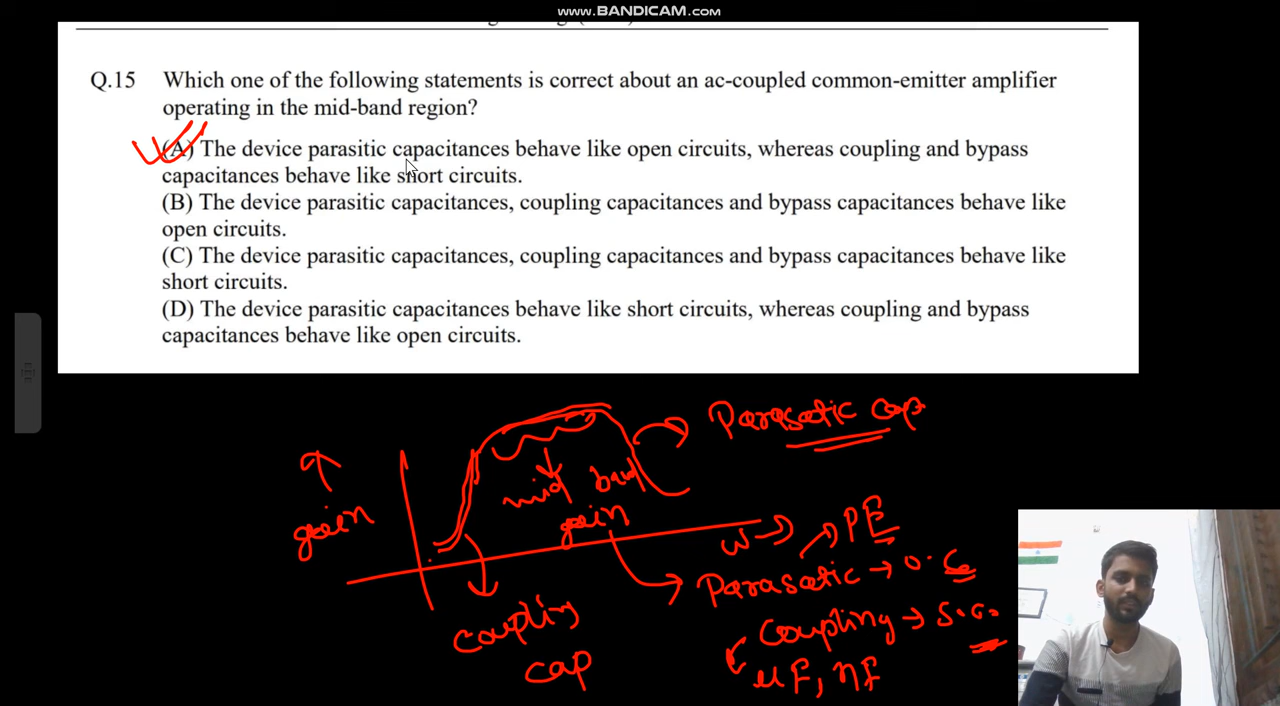 WWW.BANDICAM.COM
Q.15 Which one of the following statements is correct about an ac-coupled common-emitter amplifier
operating in the mid-band region?
(A) The device parasitic capacitances behave like open circuits, whereas coupling and bypass
capacitances behave like short circuits.
(B) The device parasitic capacitances, coupling capacitances and bypass capacitances behave like
open circuits.
(C) The device parasitic capacitances, coupling capacitances and bypass capacitances behave like
short circuits.
(D) The device parasitic capacitances behave like short circuits, whereas coupling and bypass
capacitances behave like open circuits.
Parasatic cap
gain
mid band
gain
w
PF
Parasatic → O.C
coupling
cap
Coupling → S.C.
uF, nF